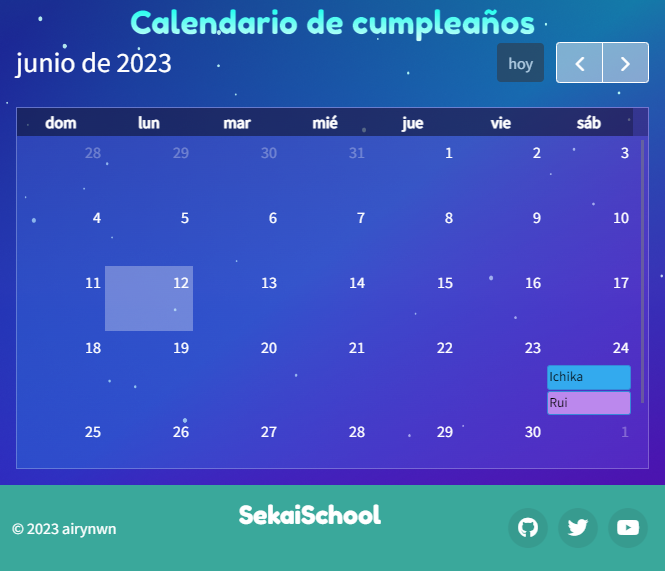 Calendario de cumpleaños
junio de 2023
hoy
dom lun mar mié jue vie sáb
28 29 30 31 1 2 3
4 5 6 7 8 9 10
11 12 13 14 15 16 17
18 19 20 21 22 23 24
Ichika
Rui
25 26 27 28 29 30 1
SekaiSchool
© 2023 airynwn